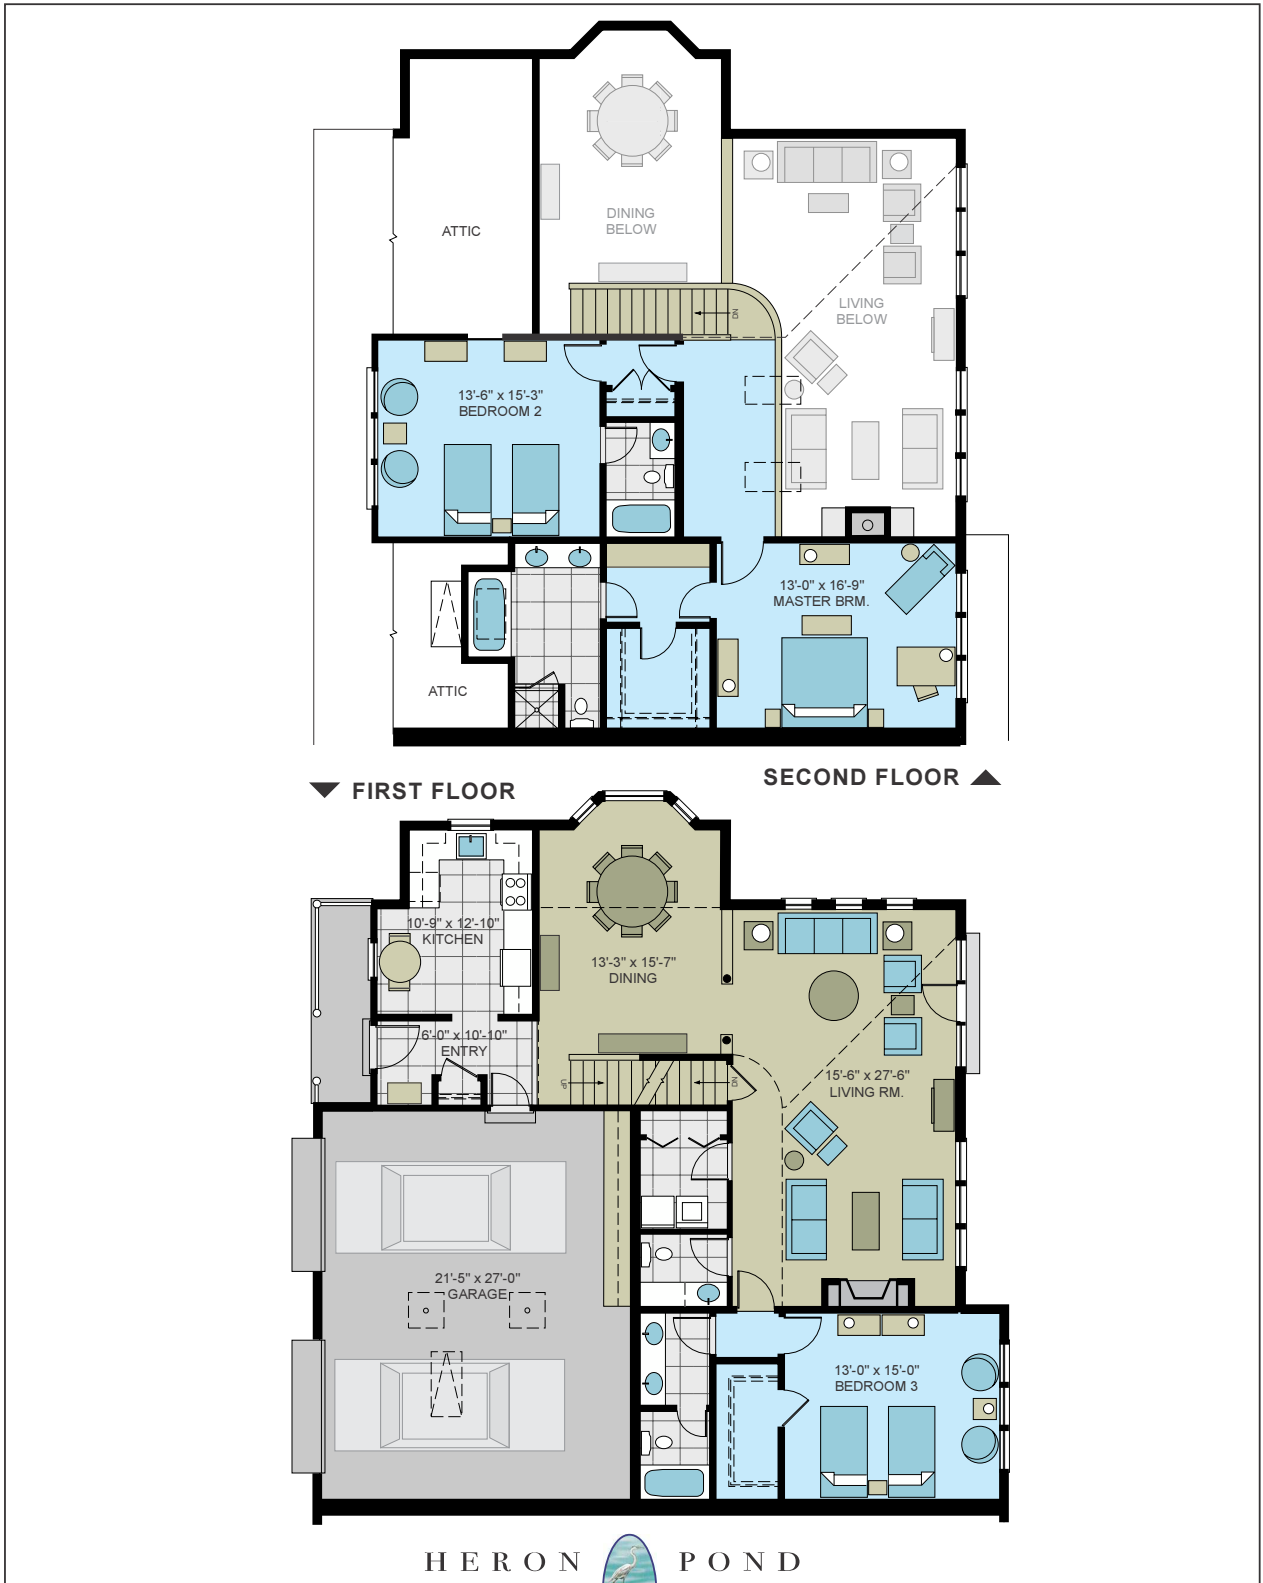 DINING
BELOW
ATTIC
DN
LIVING
BELOW
13'-6" x 15'-3"
BEDROOM 2
13'-0" x 16'-9"
MASTER BRM.
ATTIC
SECOND FLOOR
FIRST FLOOR
10'-9" x 12'-10"
KITCHEN
13'-3" x 15'-7"
DINING
6'-0" x 10'-10"
ENTRY
UP
DN
15'-6" x 27'-6"
LIVING RM.
21'-5" x 27'-0"
GARAGE
13'-0" x 15'-0"
BEDROOM 3
HERON POND